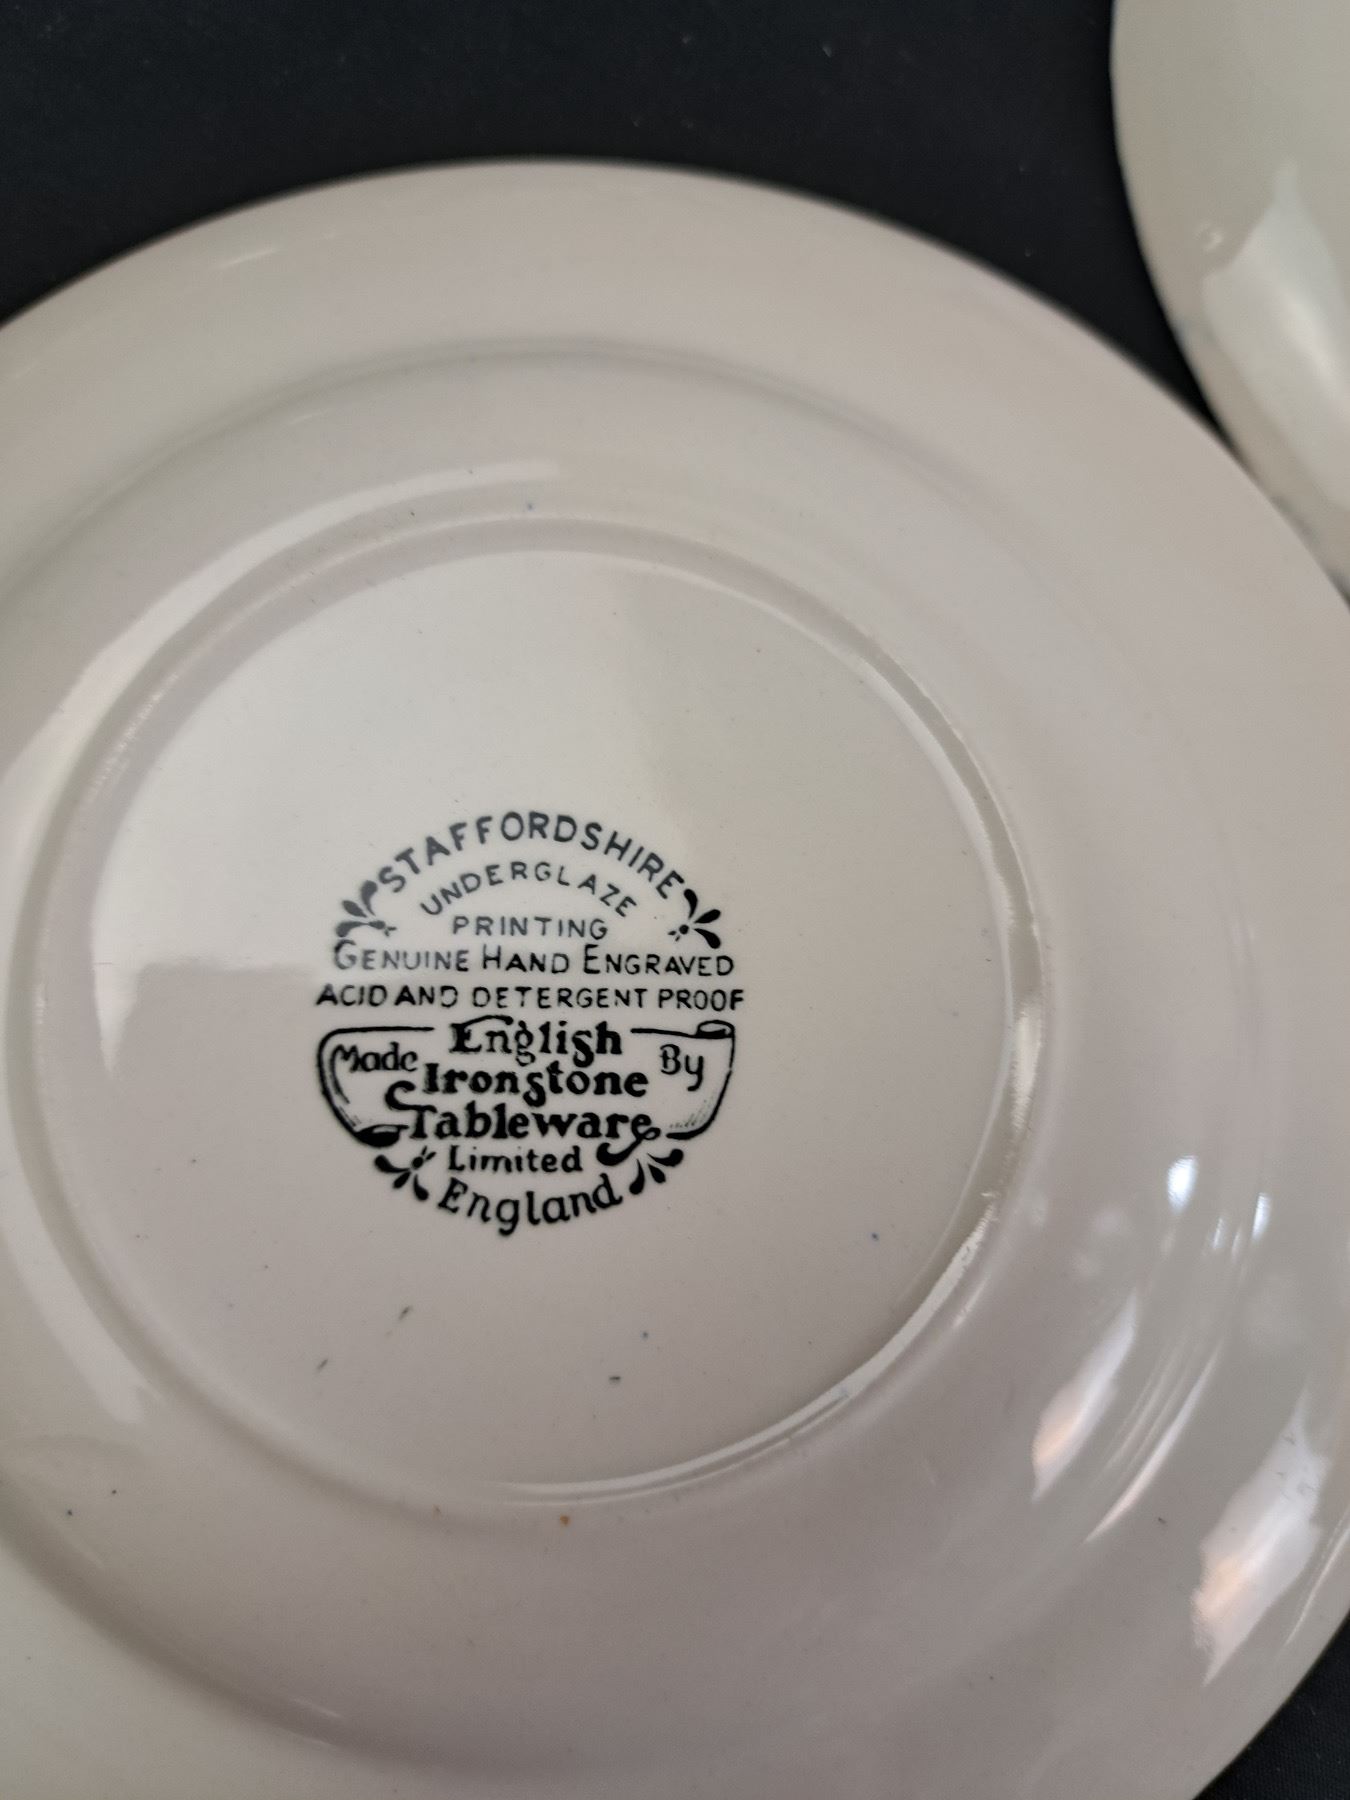 STAFFORDSHIRE
UNDERGLAZE
PRINTING
GENUINE HAND ENGRAVED
ACID AND DETERGENT PROOF
Made English By
Ironstone
Tableware
Limited
England